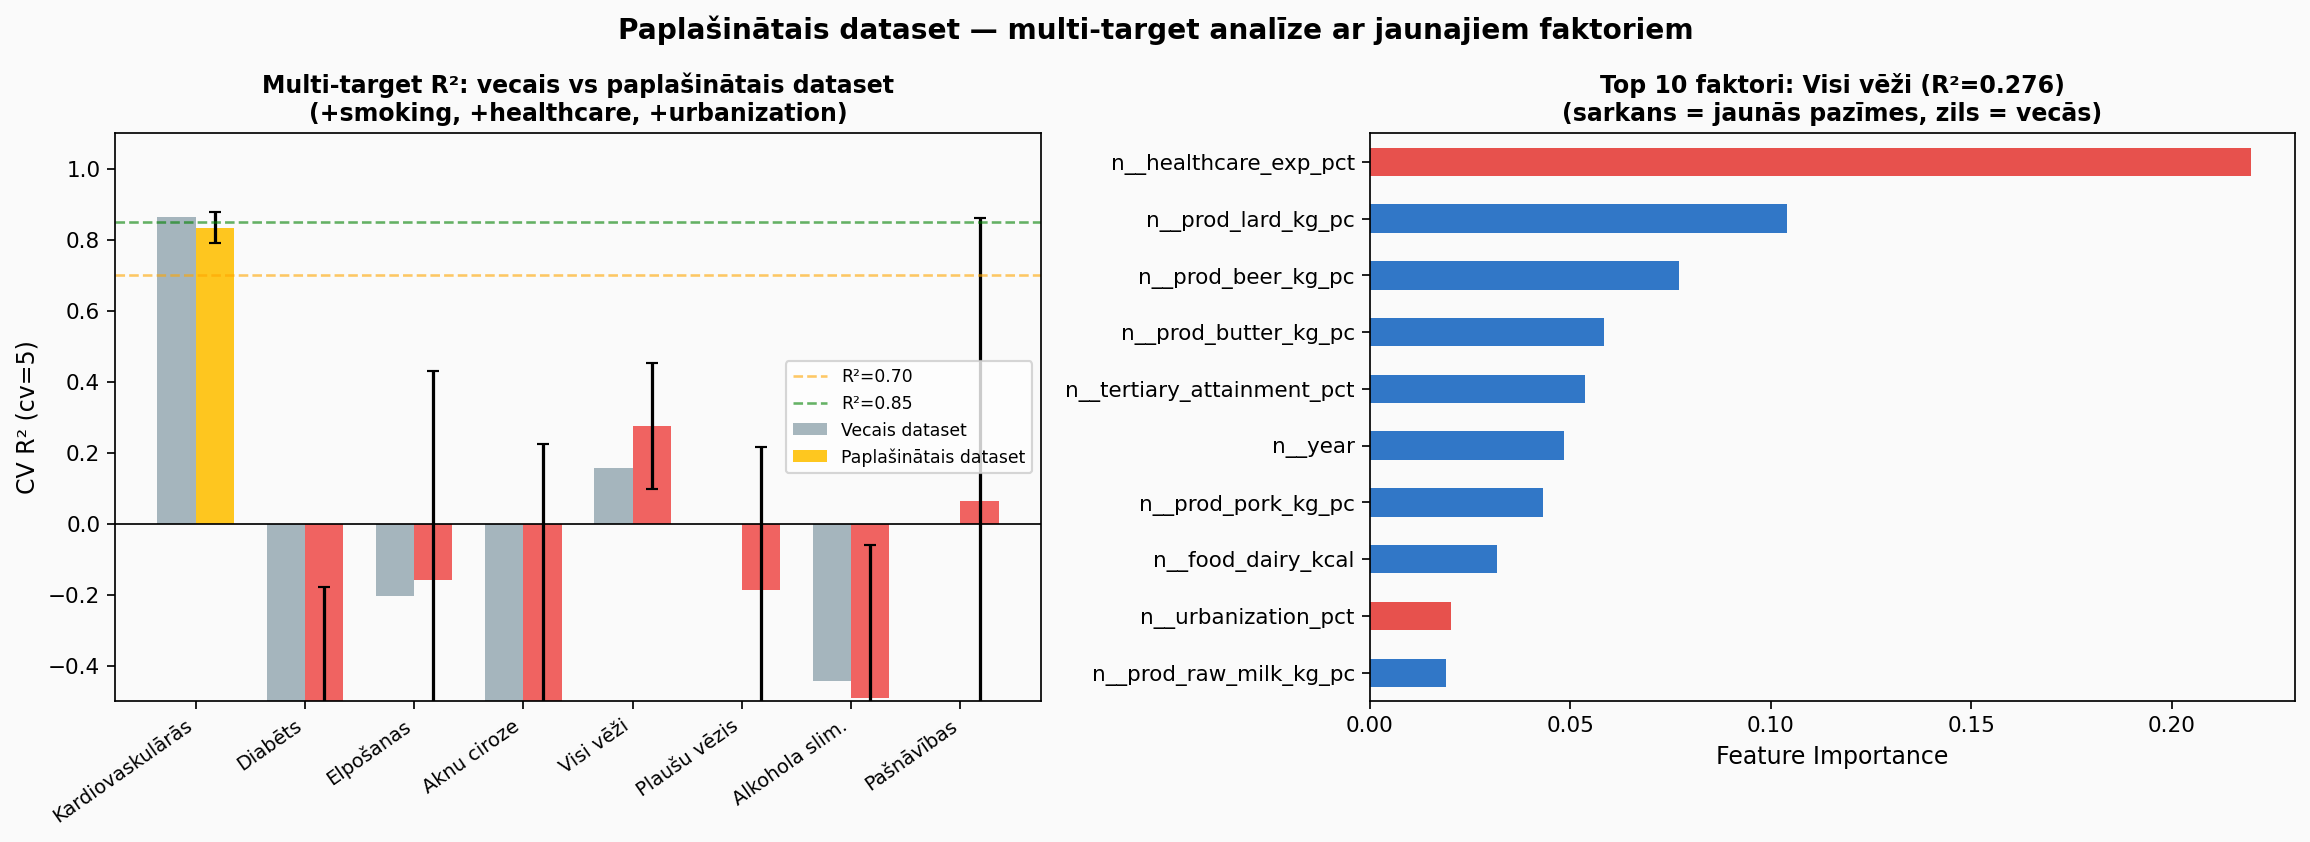 Paplašinātais dataset — multi-target analīze ar jaunajiem faktoriem
Multi-target R²: vecais vs paplašinātais dataset
(+smoking, +healthcare, +urbanization)
CV R² (cv=5)
1.0
0.8
0.6
0.4
0.2
0.0
−0.2
−0.4
R²=0.70
R²=0.85
Vecais dataset
Paplašinātais dataset
Kardiovaskulārās
Diabēts
Elpošanas
Aknu ciroze
Visi vēži
Plaušu vēzis
Alkohola slim.
Pašnāvības
Top 10 faktori: Visi vēži (R²=0.276)
(sarkans = jaunās pazīmes, zils = vecās)
n__healthcare_exp_pct
n__prod_lard_kg_pc
n__prod_beer_kg_pc
n__prod_butter_kg_pc
n__tertiary_attainment_pct
n__year
n__prod_pork_kg_pc
n__food_dairy_kcal
n__urbanization_pct
n__prod_raw_milk_kg_pc
0.00
0.05
0.10
0.15
0.20
Feature Importance